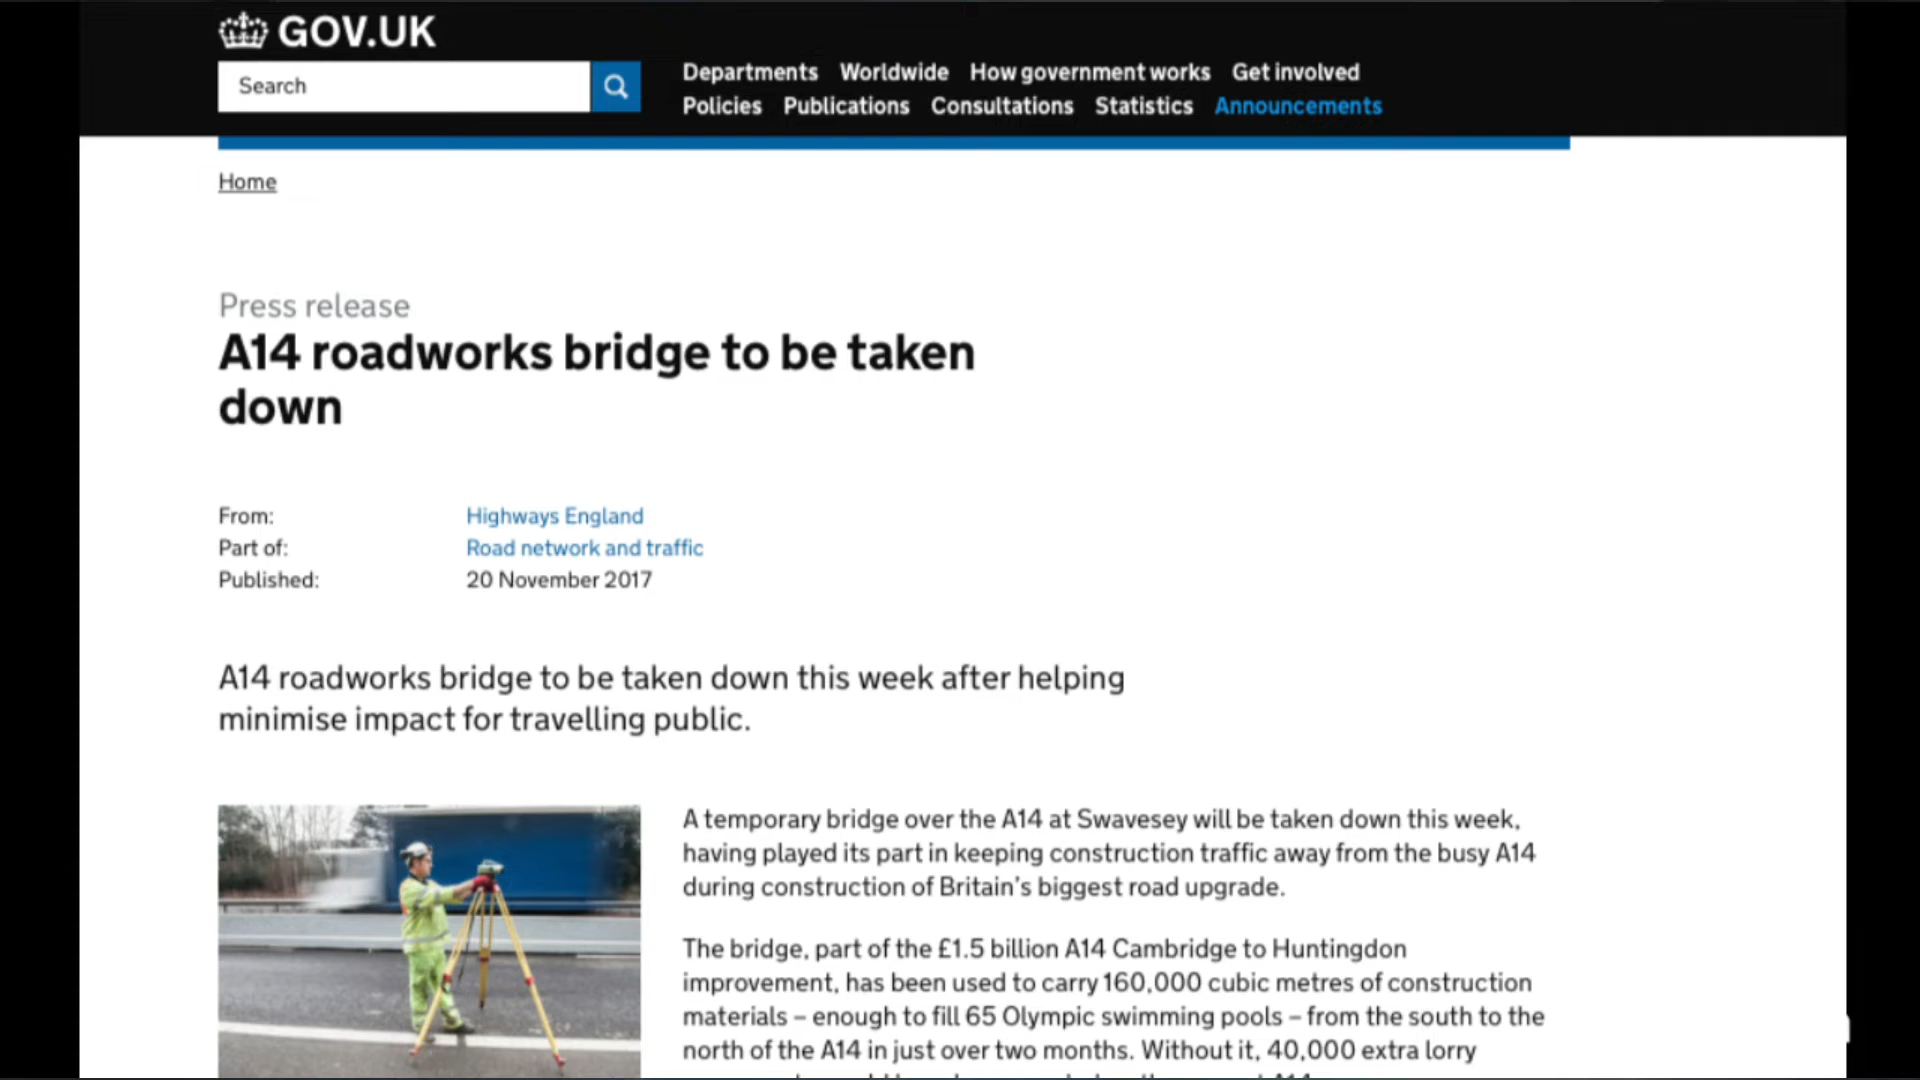 GOV.UK
Search
Departments Worldwide How government works Get involved
Policies Publications Consultations Statistics Announcements
Home
Press release
A14 roadworks bridge to be taken
down
From: Highways England
Part of: Road network and traffic
Published: 20 November 2017
A14 roadworks bridge to be taken down this week after helping
minimise impact for travelling public.
A temporary bridge over the A14 at Swavesey will be taken down this week,
having played its part in keeping construction traffic away from the busy A14
during construction of Britain's biggest road upgrade.
The bridge, part of the £1.5 billion A14 Cambridge to Huntingdon
improvement, has been used to carry 160,000 cubic metres of construction
materials – enough to fill 65 Olympic swimming pools – from the south to the
north of the A14 in just over two months. Without it, 40,000 extra lorry